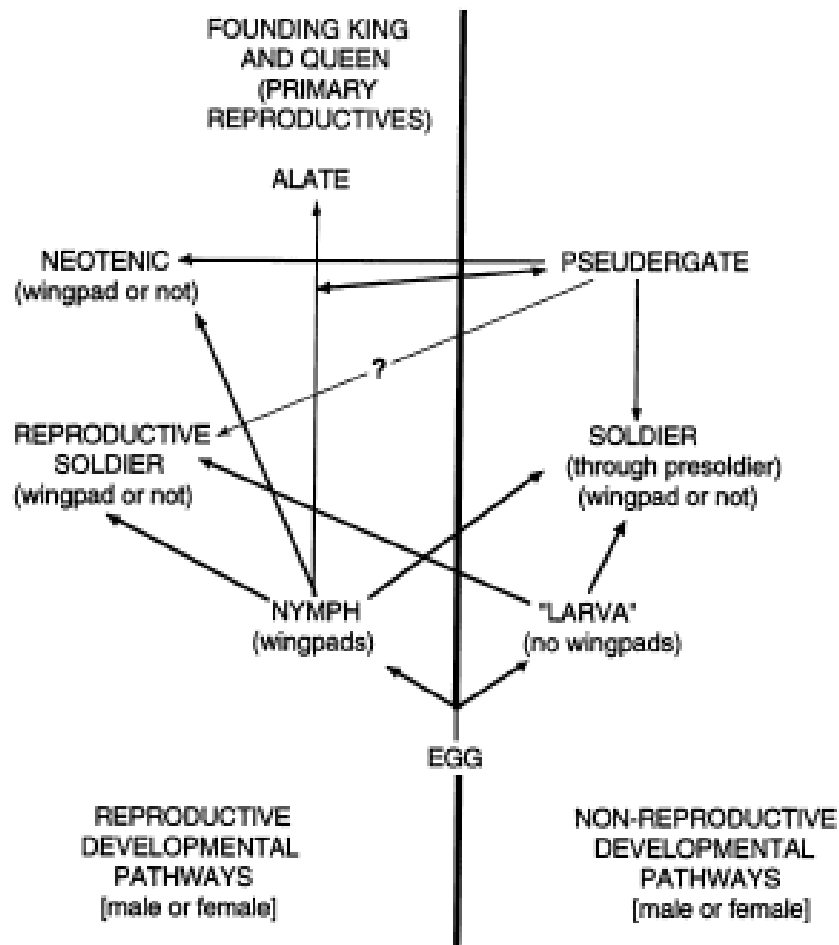 FOUNDING KING
AND QUEEN
(PRIMARY
REPRODUCTIVES)
ALATE
NEOTENIC
(wingpad or not)
PSEUDERGATE
?
REPRODUCTIVE
SOLDIER
(wingpad or not)
SOLDIER
(through presoldier)
(wingpad or not)
NYMPH
(wingpads)
"LARVA"
(no wingpads)
EGG
REPRODUCTIVE
DEVELOPMENTAL
PATHWAYS
[male or female]
NON-REPRODUCTIVE
DEVELOPMENTAL
PATHWAYS
[male or female]